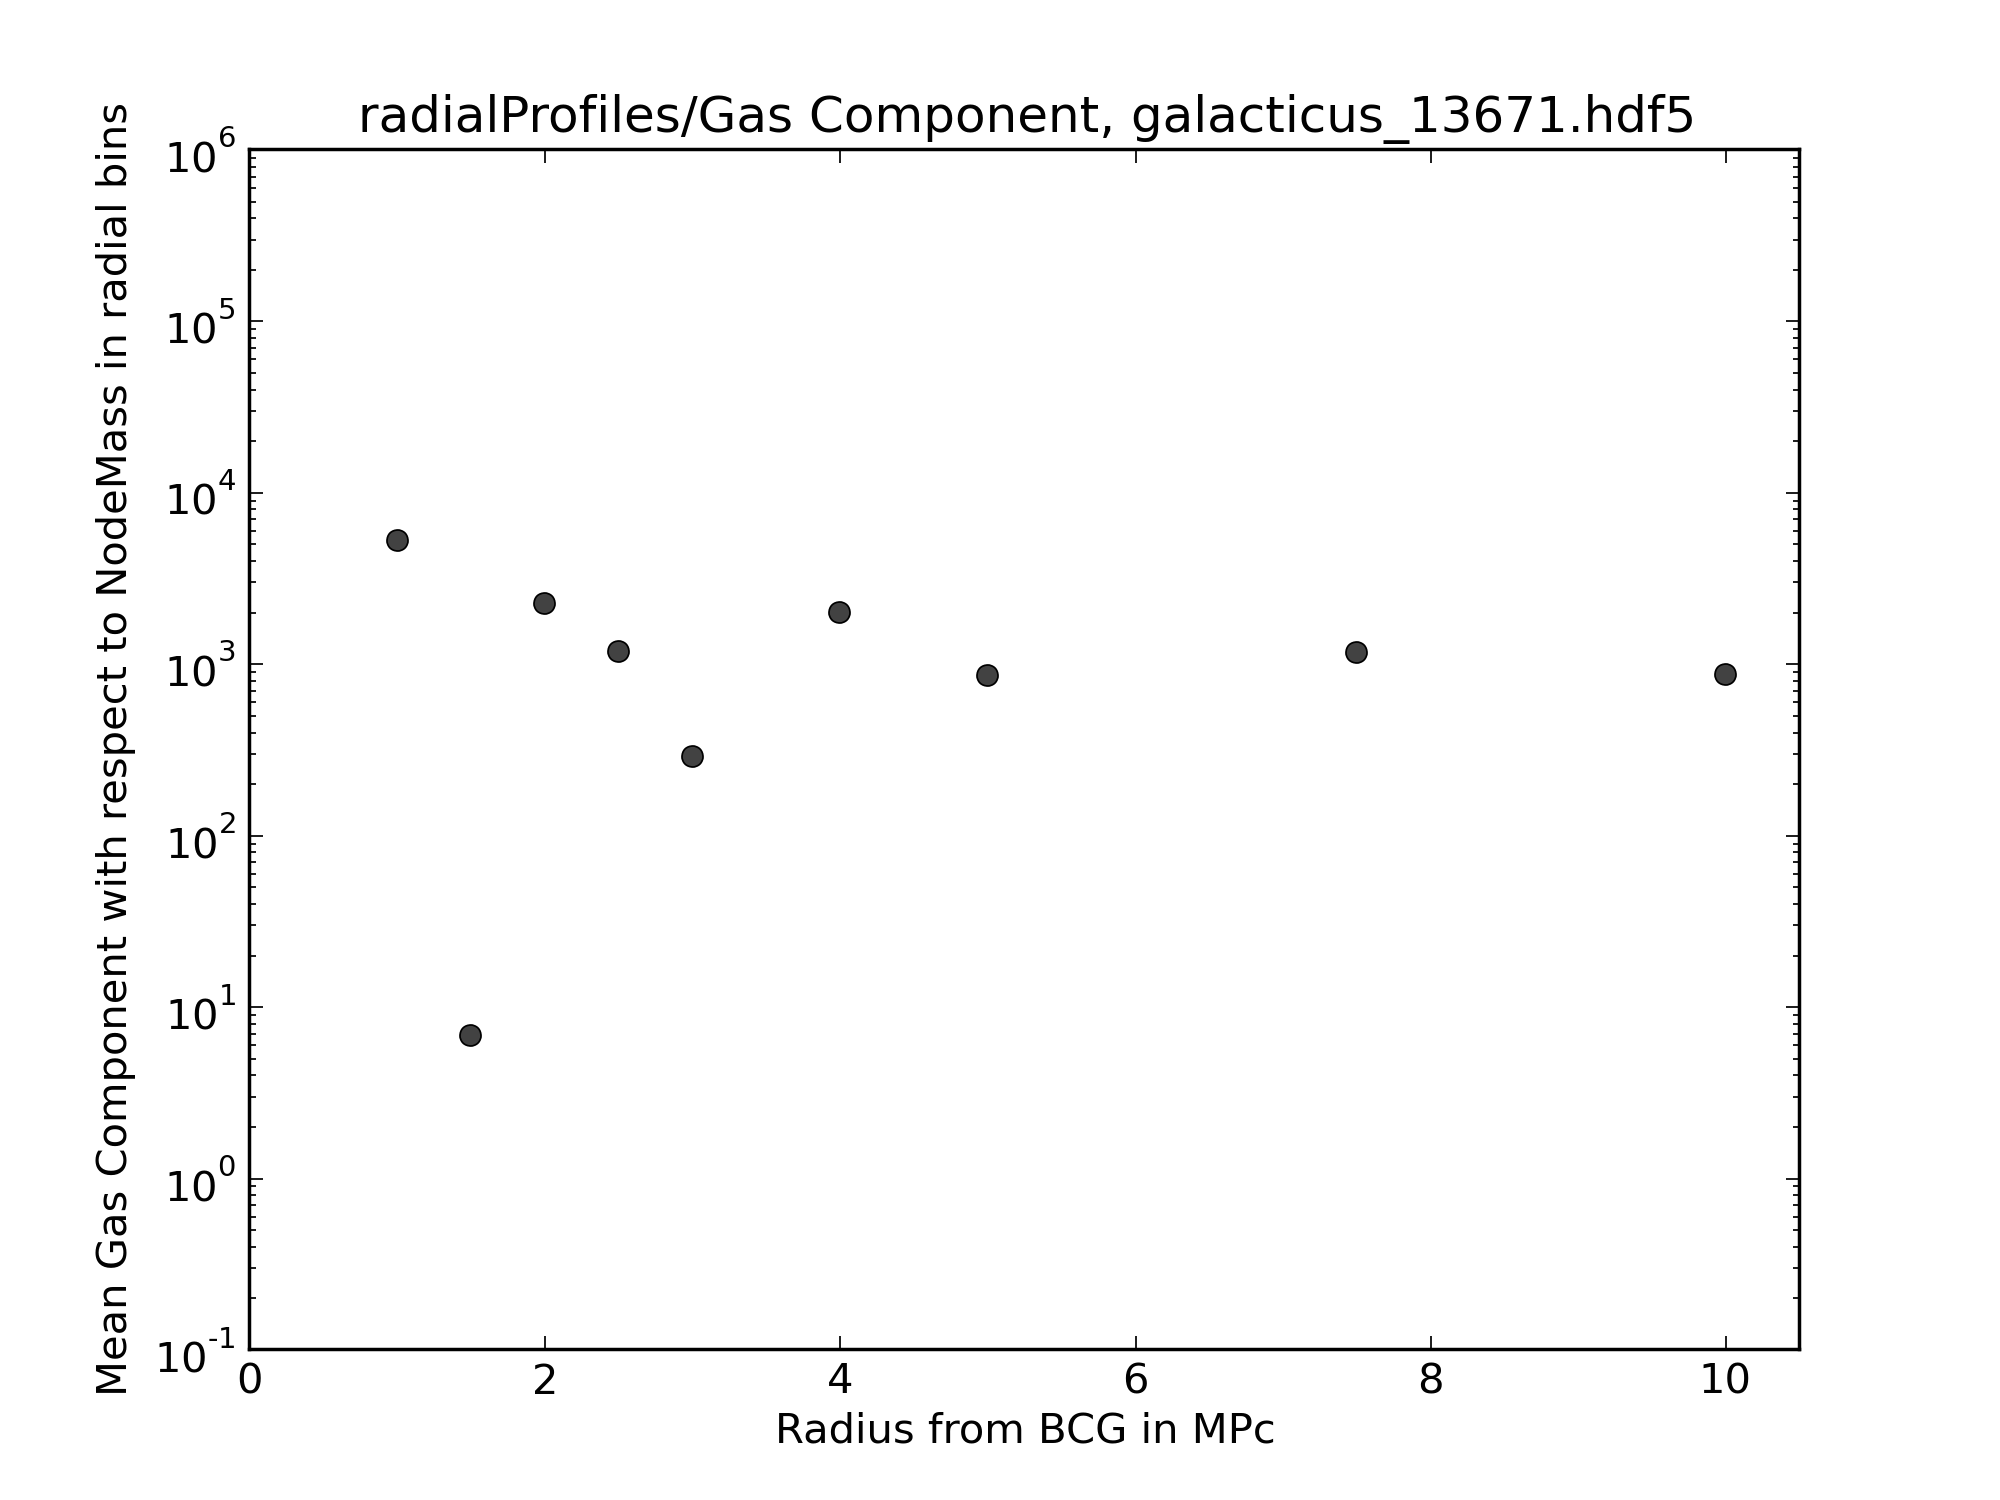 radialProfiles/Gas Component, galacticus_13671.hdf5
Mean Gas Component with respect to NodeMass in radial bins
10^6
10^5
10^4
10^3
10^2
10^1
10^0
10^-1
0 2 4 6 8 10
Radius from BCG in MPc